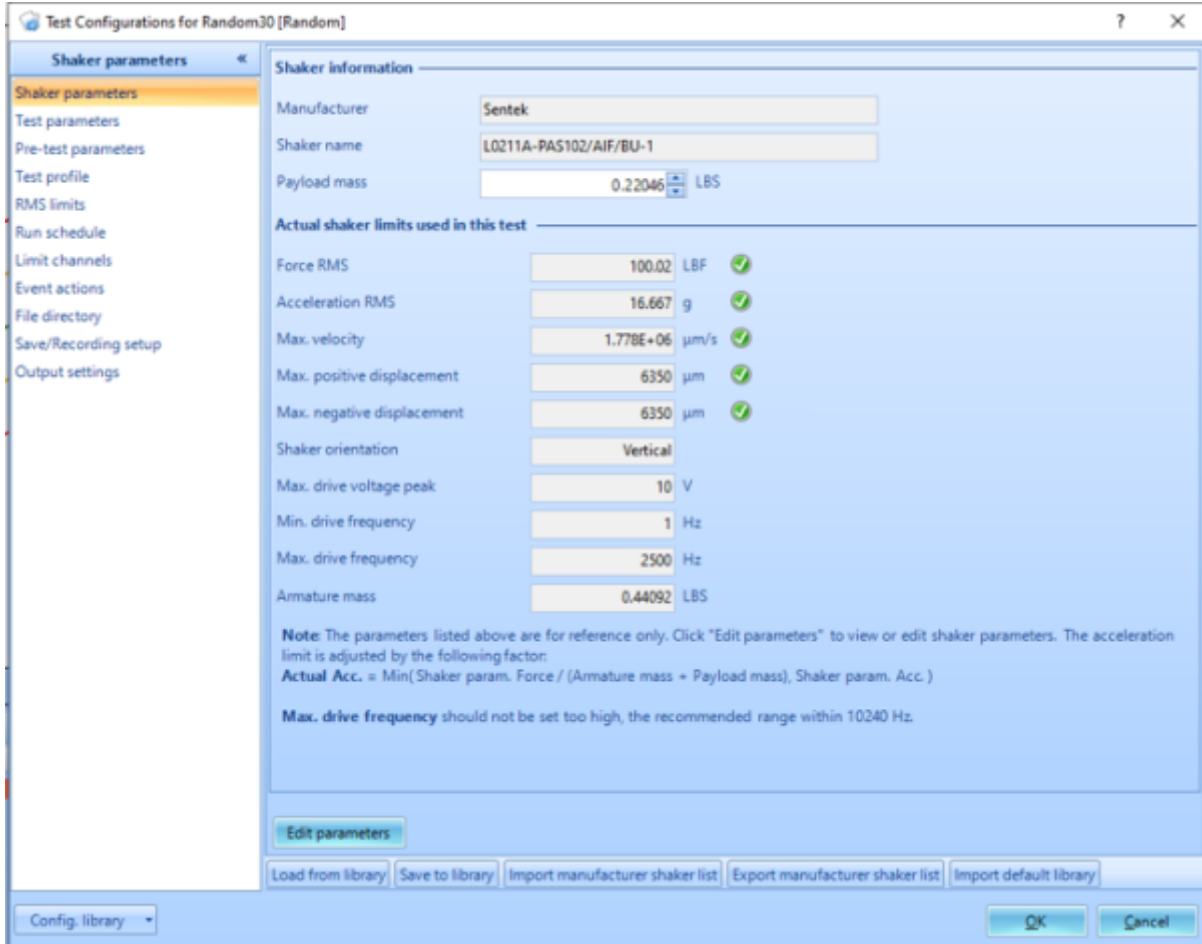 Test Configurations for Random30 [Random]
Shaker parameters
Shaker parameters
Test parameters
Pre-test parameters
Test profile
RMS limits
Run schedule
Limit channels
Event actions
File directory
Save/Recording setup
Output settings
Shaker information
Manufacturer Sentek
Shaker name L0211A-PAS102/AIF/BU-1
Payload mass 0.22046 LBS
Actual shaker limits used in this test
Force RMS 100.02 LBF
Acceleration RMS 16.667 g
Max. velocity 1.778E+06 µm/s
Max. positive displacement 6350 µm
Max. negative displacement 6350 µm
Shaker orientation Vertical
Max. drive voltage peak 10 V
Min. drive frequency 1 Hz
Max. drive frequency 2500 Hz
Armature mass 0.44092 LBS
Note: The parameters listed above are for reference only. Click "Edit parameters" to view or edit shaker parameters. The acceleration
limit is adjusted by the following factor:
Actual Acc. = Min( Shaker param. Force / (Armature mass + Payload mass), Shaker param. Acc. )
Max. drive frequency should not be set too high, the recommended range within 10240 Hz.
Edit parameters
Load from library Save to library Import manufacturer shaker list Export manufacturer shaker list Import default library
Config. library OK Cancel